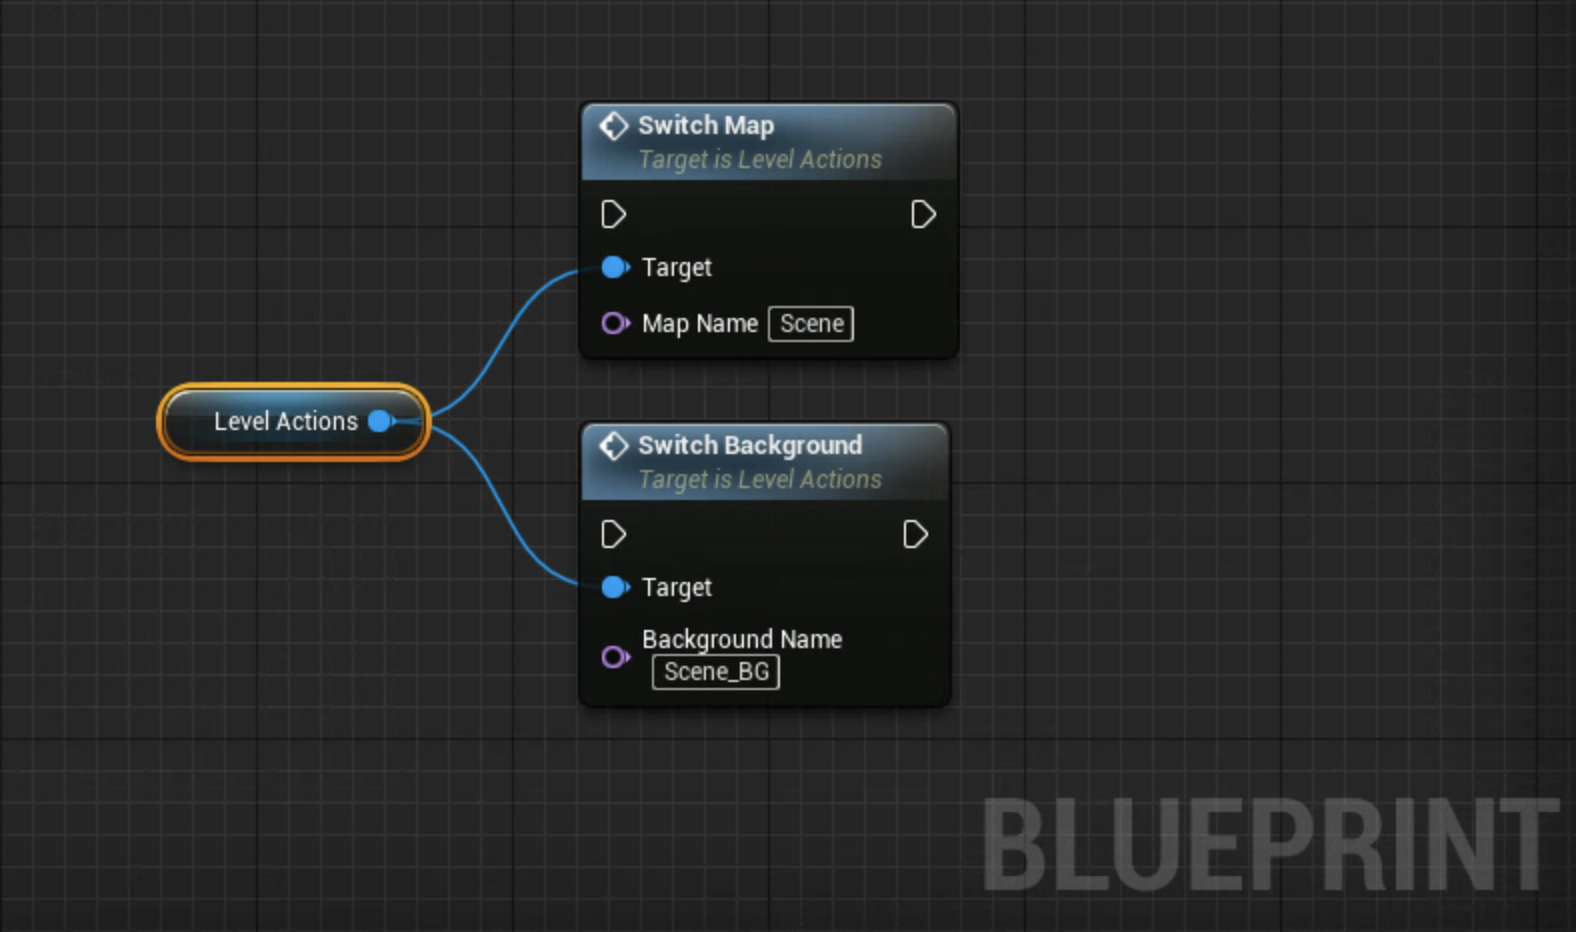 Switch Map
Target is Level Actions
Target
Map Name Scene
Level Actions
Switch Background
Target is Level Actions
Target
Background Name
Scene_BG
BLUEPRINT